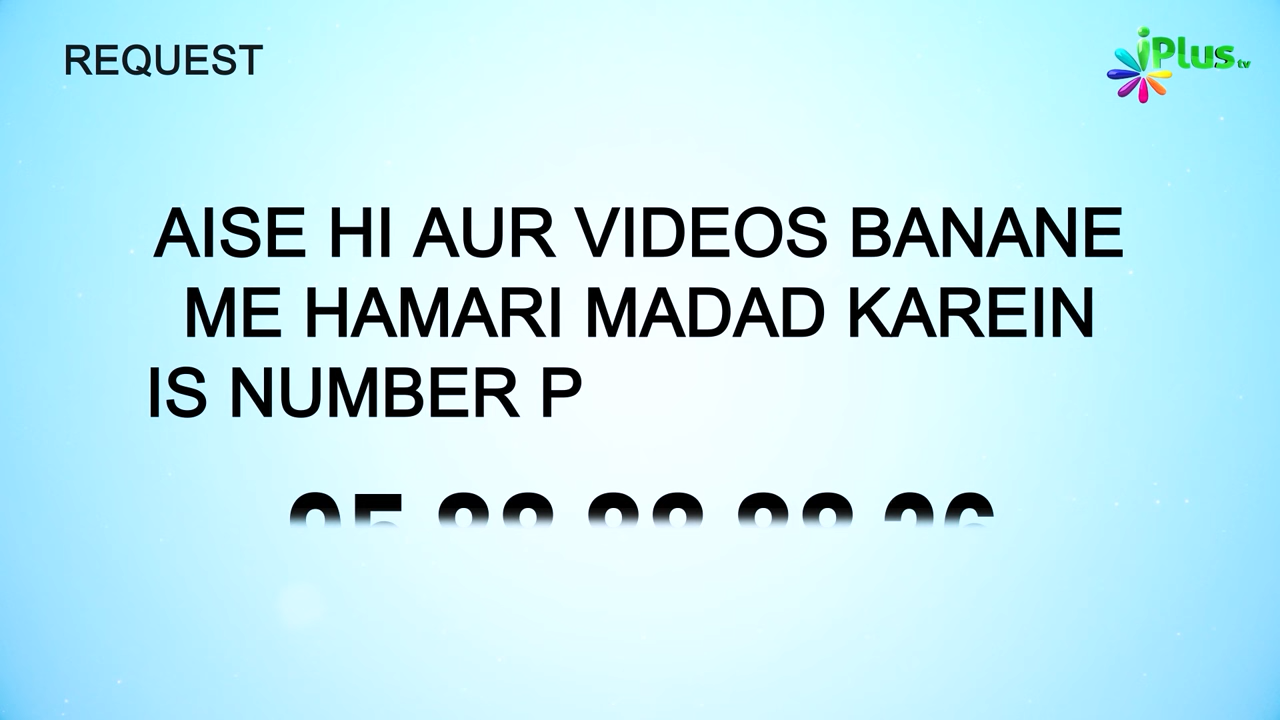 REQUEST
iPlus tv
AISE HI AUR VIDEOS BANANE
ME HAMARI MADAD KAREIN
IS NUMBER P